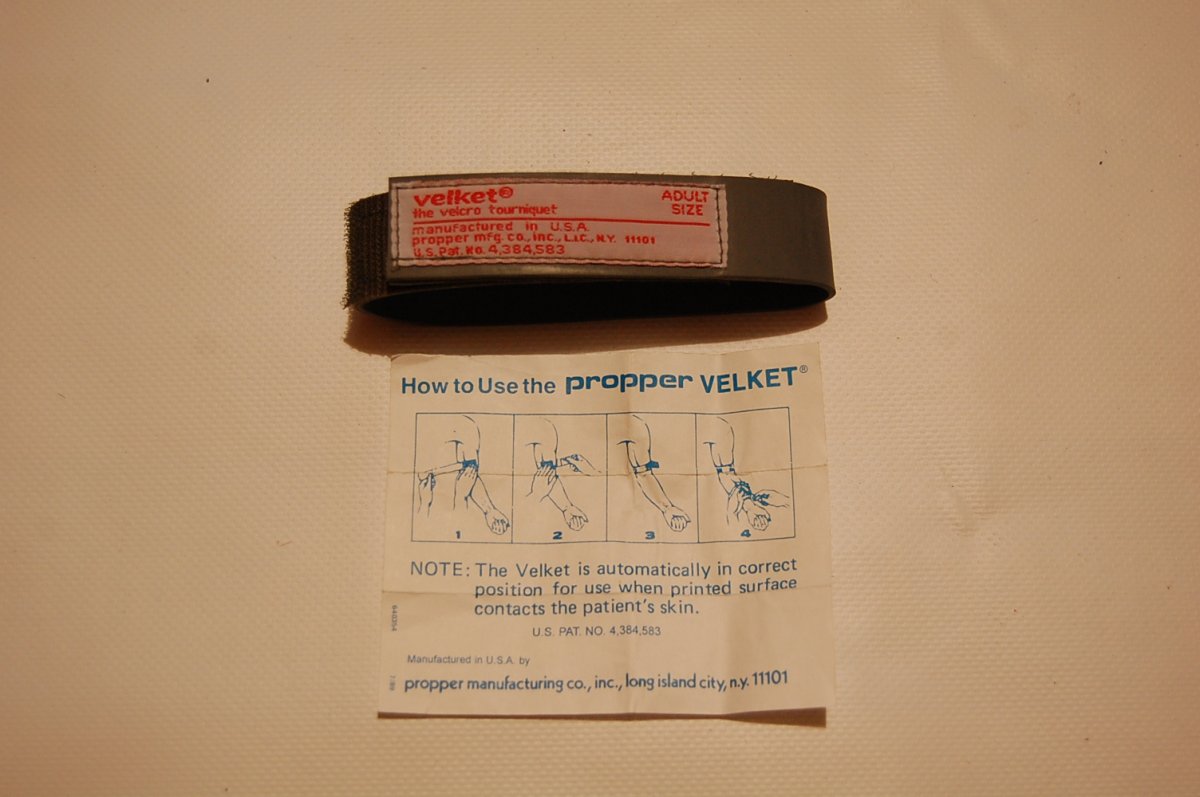 velket®
the velcro tourniquet
ADULT
SIZE
manufactured in U.S.A.
propper mfg. co., inc., L.I.C., N.Y. 11101
U.S. Pat. No. 4,384,583
How to Use the propper VELKET®
1 2 3 4
NOTE: The Velket is automatically in correct
position for use when printed surface
contacts the patient's skin.
U.S. PAT. NO. 4,384,583
Manufactured in U.S.A. by
propper manufacturing co., inc., long island city, n.y. 11101